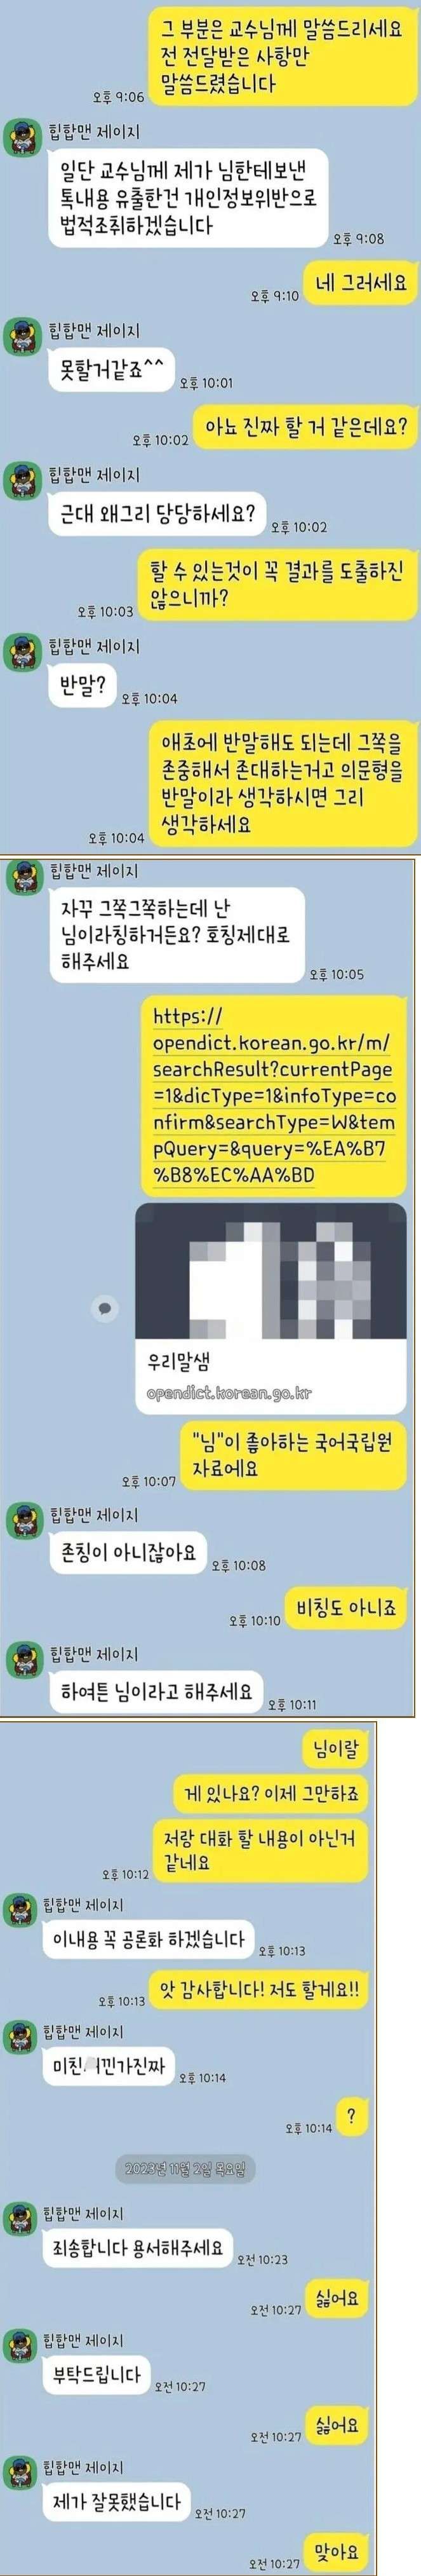 그 부분은 교수님께 말씀드리세요
전 전달받은 사항만
말씀드렸습니다
오후 9:06
힙합맨 제이지
일단 교수님께 제가 님한테보낸
톡내용 유출한건 개인정보위반으로
법적조취하겠습니다
오후 9:08
네 그러세요
오후 9:10
힙합맨 제이지
못할거같죠^^
오후 10:01
아뇨 진짜 할 거 같은데요?
오후 10:02
힙합맨 제이지
근대 왜그리 당당하세요?
오후 10:02
할 수 있는것이 꼭 결과를 도출하진
않으니까?
오후 10:03
힙합맨 제이지
반말?
오후 10:04
애초에 반말해도 되는데 그쪽을
존중해서 존대하는거고 의문형을
반말이라 생각하시면 그리
생각하세요
오후 10:04
힙합맨 제이지
자꾸 그쪽그쪽하는데 난
님이라칭하거든요? 호칭제대로
해주세요
오후 10:05
https://
opendict.korean.go.kr/m/
searchResult?currentPage
=1&dicType=1&infoType=co
nfirm&searchType=W&tem
pQuery=&query=%EA%B7
%B8%EC%AA%BD
우리말샘
opendict.korean.go.kr
"님"이 좋아하는 국어국립원
자료에요
오후 10:07
힙합맨 제이지
존칭이 아니잖아요
오후 10:08
비칭도 아니죠
오후 10:10
힙합맨 제이지
하여튼 님이라고 해주세요
오후 10:11
님이랄
게 있나요? 이제 그만하죠
저랑 대화 할 내용이 아닌거
같네요
오후 10:12
힙합맨 제이지
이내용 꼭 공론화 하겠습니다
오후 10:13
앗 감사합니다! 저도 할게요!!
오후 10:13
힙합맨 제이지
미친 낀가진짜
오후 10:14
?
오후 10:14
2023년 11월 2일 목요일
힙합맨 제이지
죄송합니다 용서해주세요
오전 10:23
싫어요
오전 10:27
힙합맨 제이지
부탁드립니다
오전 10:27
싫어요
오전 10:27
힙합맨 제이지
제가 잘못했습니다
오전 10:27
맞아요
오전 10:27